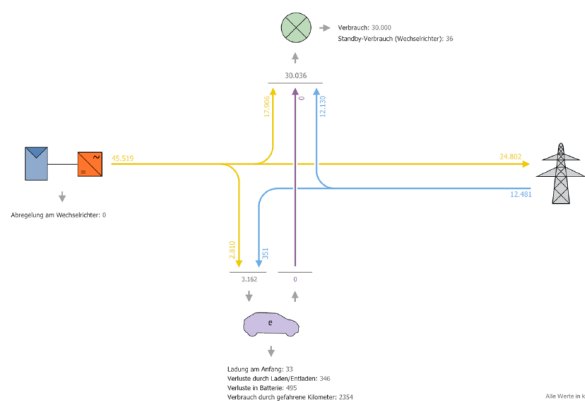 Verbrauch: 30.000
Standby-Verbrauch (Wechselrichter): 36
30.036
17.906
0
12.130
45.518
24.802
12.481
Abregelung am Wechselrichter: 0
2.810
351
3.162
0
e
Ladung am Anfang: 33
Verluste durch Laden/Entladen: 346
Verluste in Batterie: 495
Verbrauch durch gefahrene Kilometer: 2354
Alle Werte in